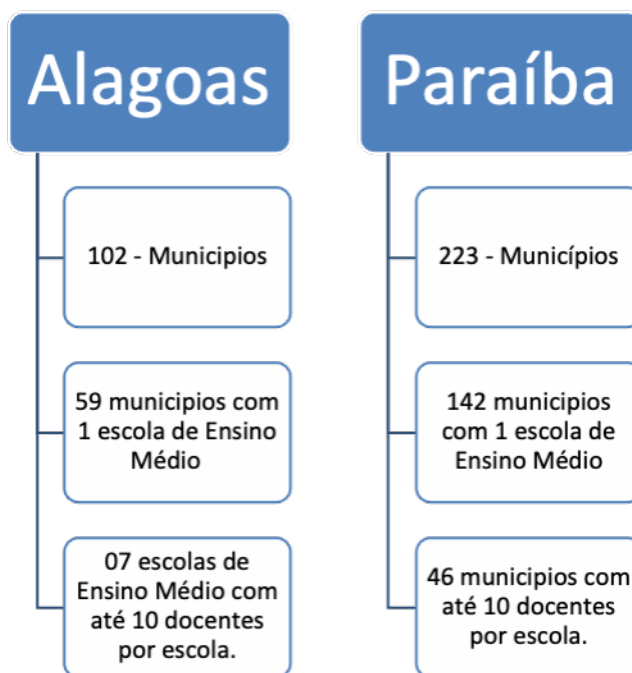 Alagoas
102 - Municipios
59 municipios com
1 escola de Ensino
Médio
07 escolas de
Ensino Médio com
até 10 docentes
por escola.
Paraíba
223 - Municípios
142 municipios
com 1 escola de
Ensino Médio
46 municipios com
até 10 docentes
por escola.